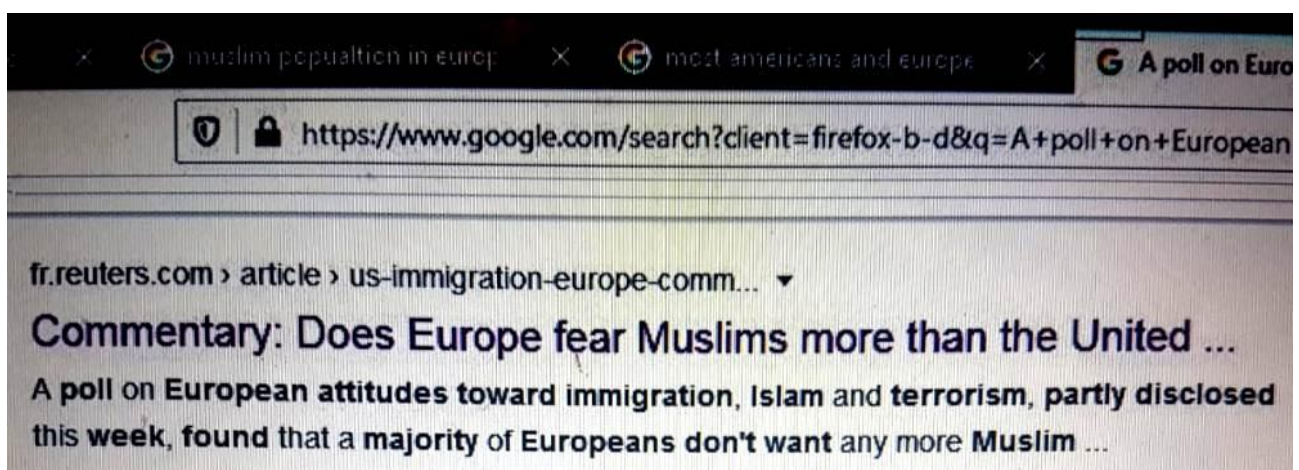 muslim popualtion in europ
most americans and europe
A poll on Euro
https://www.google.com/search?client=firefox-b-d&q=A+poll+on+European
fr.reuters.com › article › us-immigration-europe-comm...
Commentary: Does Europe fear Muslims more than the United ...
A poll on European attitudes toward immigration, Islam and terrorism, partly disclosed
this week, found that a majority of Europeans don't want any more Muslim ...